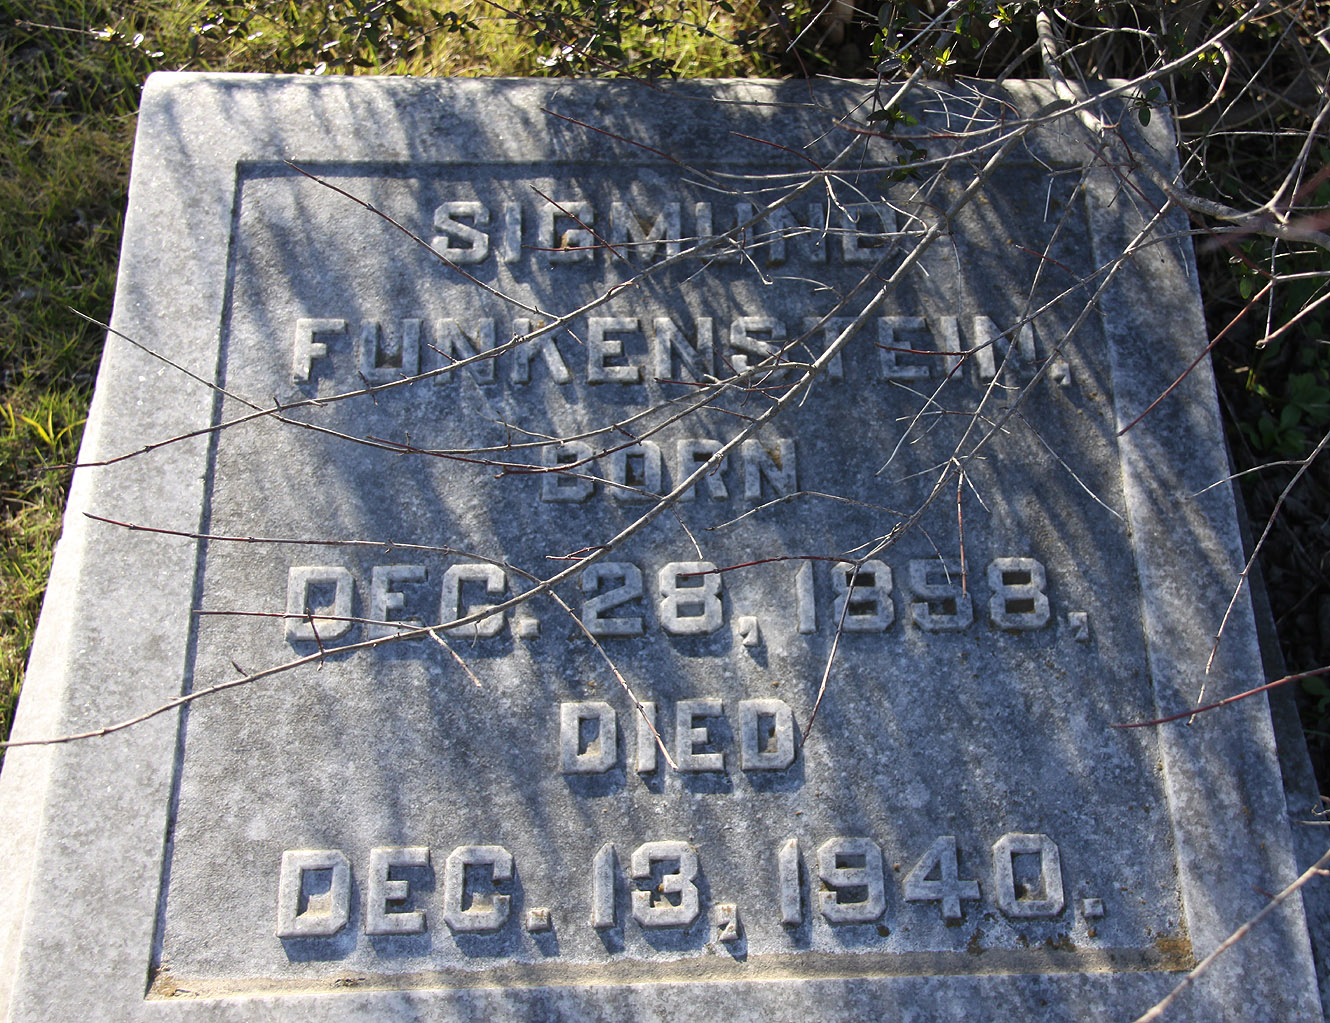 SIGMUND
FUNKENSTEIN,
BORN
DEC. 28, 1858,
DIED
DEC. 13, 1940.